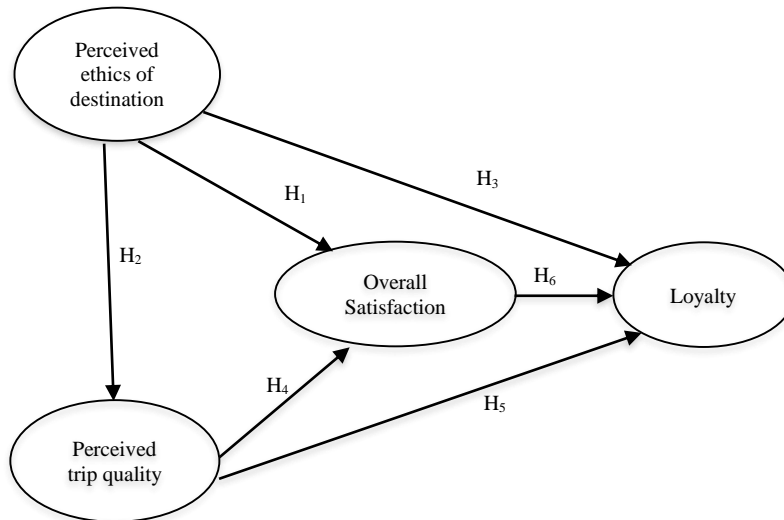 Perceived
ethics of
destination
H₃
H₁
H₂
Overall
Satisfaction
H₆
Loyalty
H₄
H₅
Perceived
trip quality